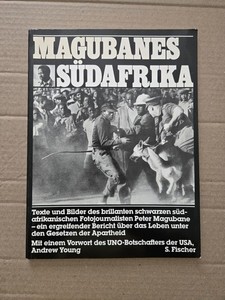 MAGUBANES
SÜDAFRIKA
Texte und Bilder des brillanten schwarzen süd-
afrikanischen Fotojournalisten Peter Magubane
– ein ergreifender Bericht über das Leben unter
den Gesetzen der Apartheid
Mit einem Vorwort des UNO-Botschafters der USA,
Andrew Young S. Fischer